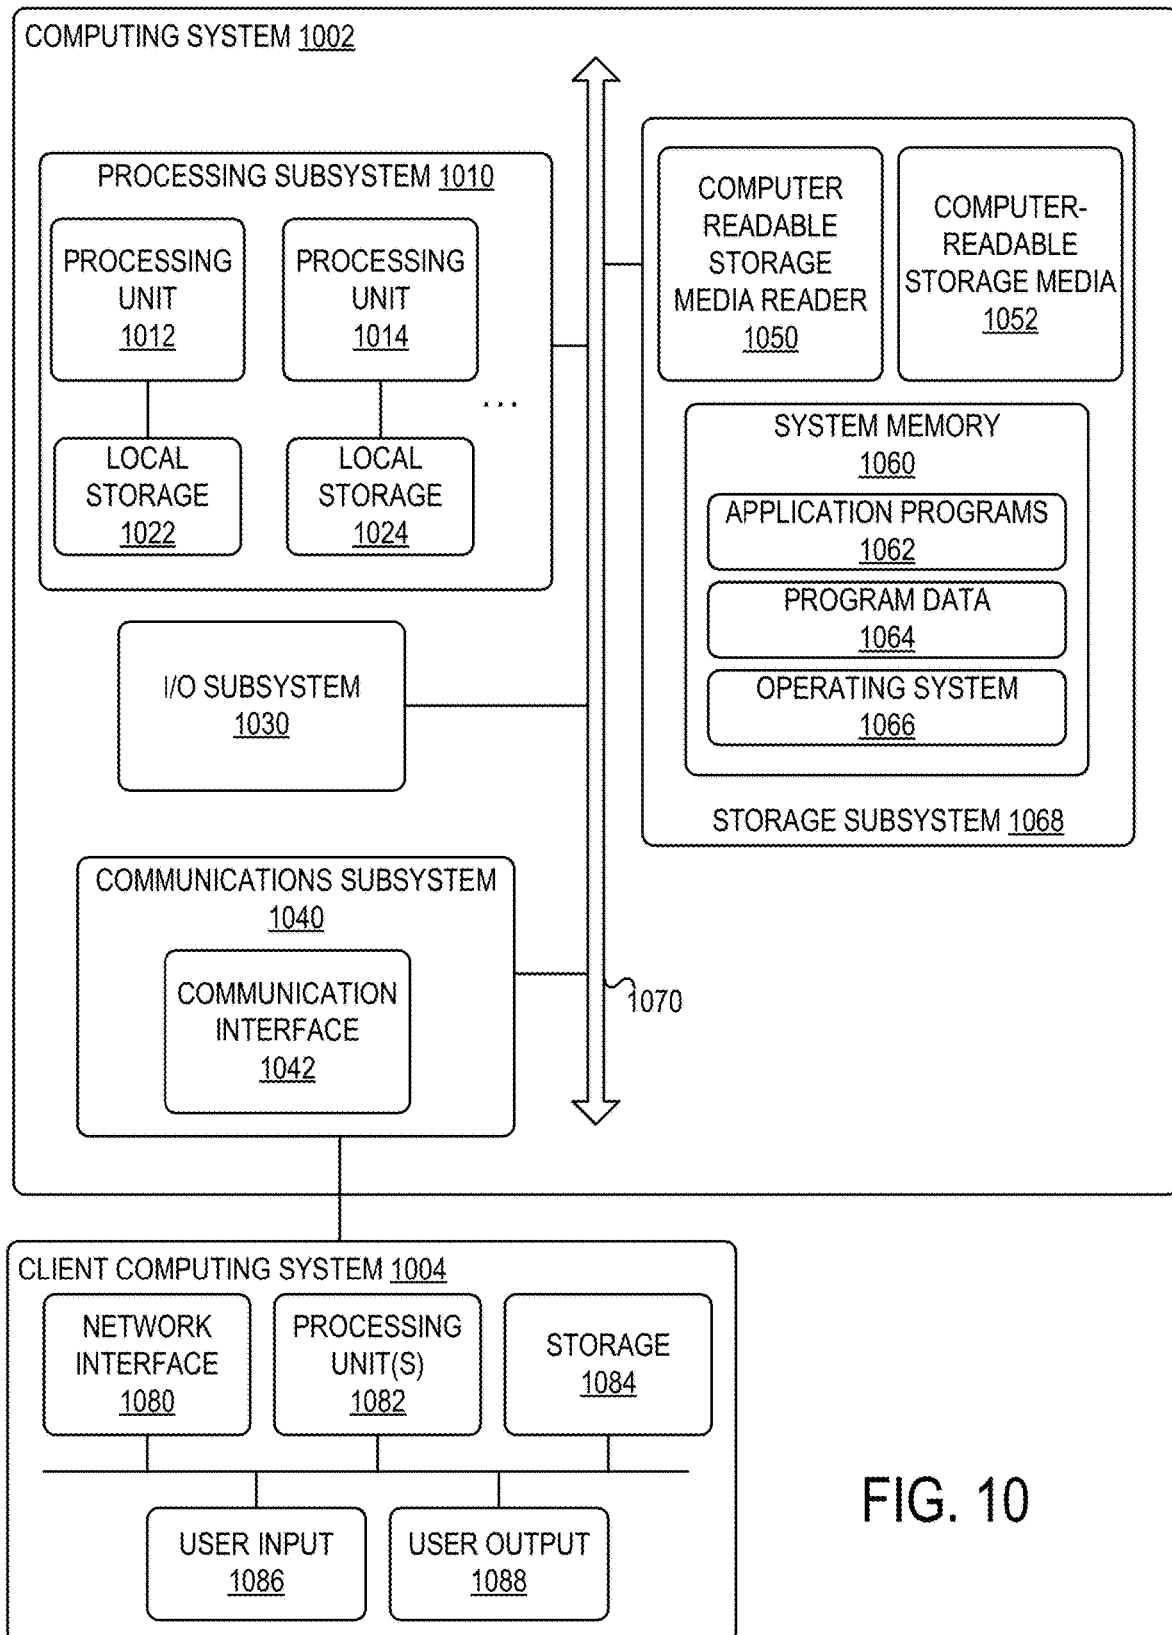 COMPUTING SYSTEM 1002
PROCESSING SUBSYSTEM 1010
PROCESSING
UNIT
1012
PROCESSING
UNIT
1014
...
LOCAL
STORAGE
1022
LOCAL
STORAGE
1024
I/O SUBSYSTEM
1030
COMMUNICATIONS SUBSYSTEM
1040
COMMUNICATION
INTERFACE
1042
1070
COMPUTER
READABLE
STORAGE
MEDIA READER
1050
COMPUTER-
READABLE
STORAGE MEDIA
1052
SYSTEM MEMORY
1060
APPLICATION PROGRAMS
1062
PROGRAM DATA
1064
OPERATING SYSTEM
1066
STORAGE SUBSYSTEM 1068
CLIENT COMPUTING SYSTEM 1004
NETWORK
INTERFACE
1080
PROCESSING
UNIT(S)
1082
STORAGE
1084
USER INPUT
1086
USER OUTPUT
1088
FIG. 10